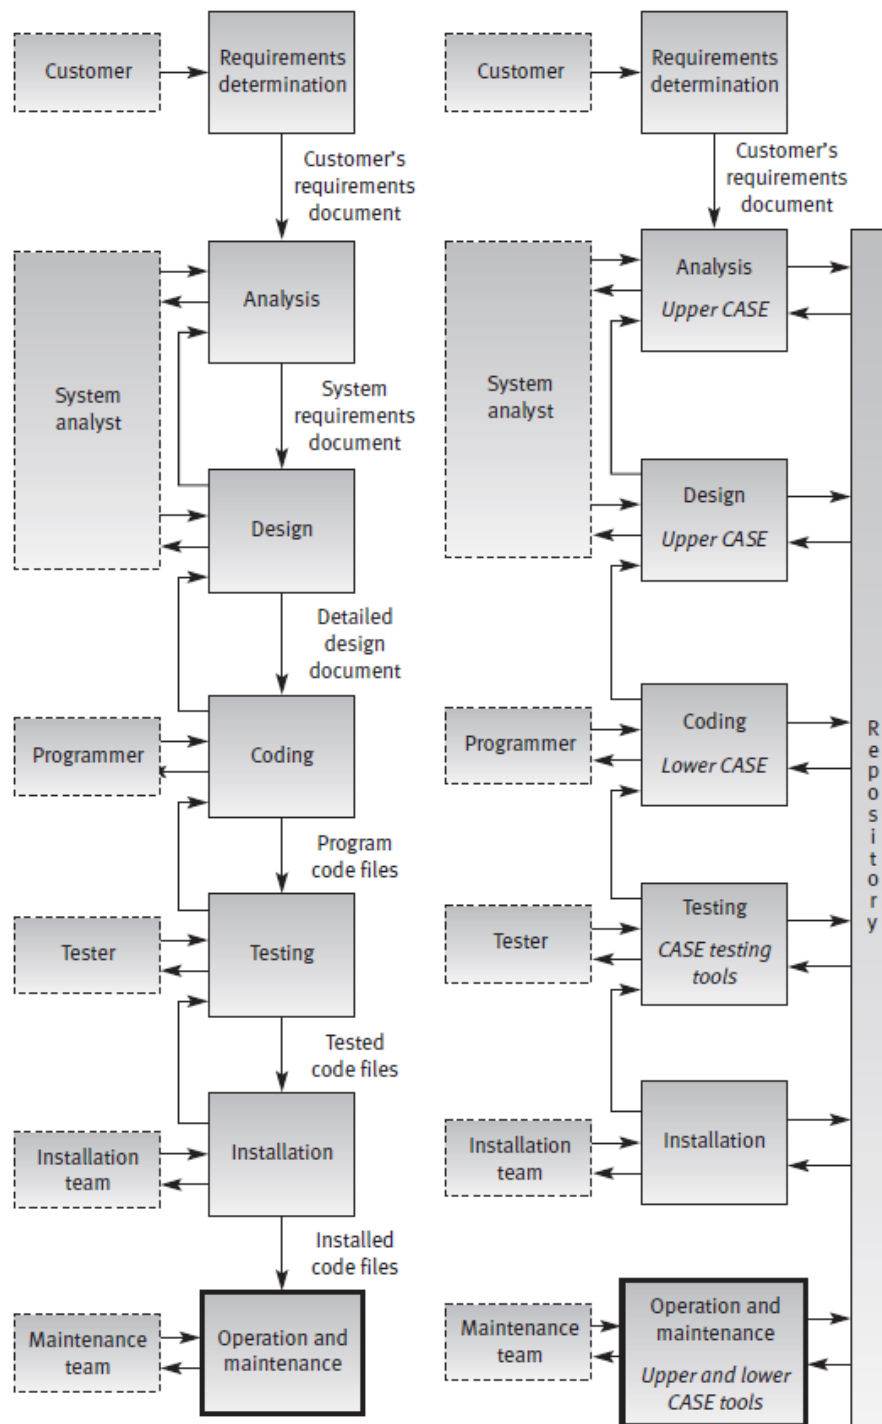 Customer
Requirements
determination
Customer's
requirements
document
Analysis
System
analyst
System
requirements
document
Design
Detailed
design
document
Programmer
Coding
Program
code files
Tester
Testing
Tested
code files
Installation
team
Installation
Installed
code files
Maintenance
team
Operation and
maintenance
Customer
Requirements
determination
Customer's
requirements
document
Analysis
Upper CASE
System
analyst
Design
Upper CASE
Programmer
Coding
Lower CASE
Tester
Testing
CASE testing
tools
Installation
team
Installation
Maintenance
team
Operation and
maintenance
Upper and lower
CASE tools
Repository